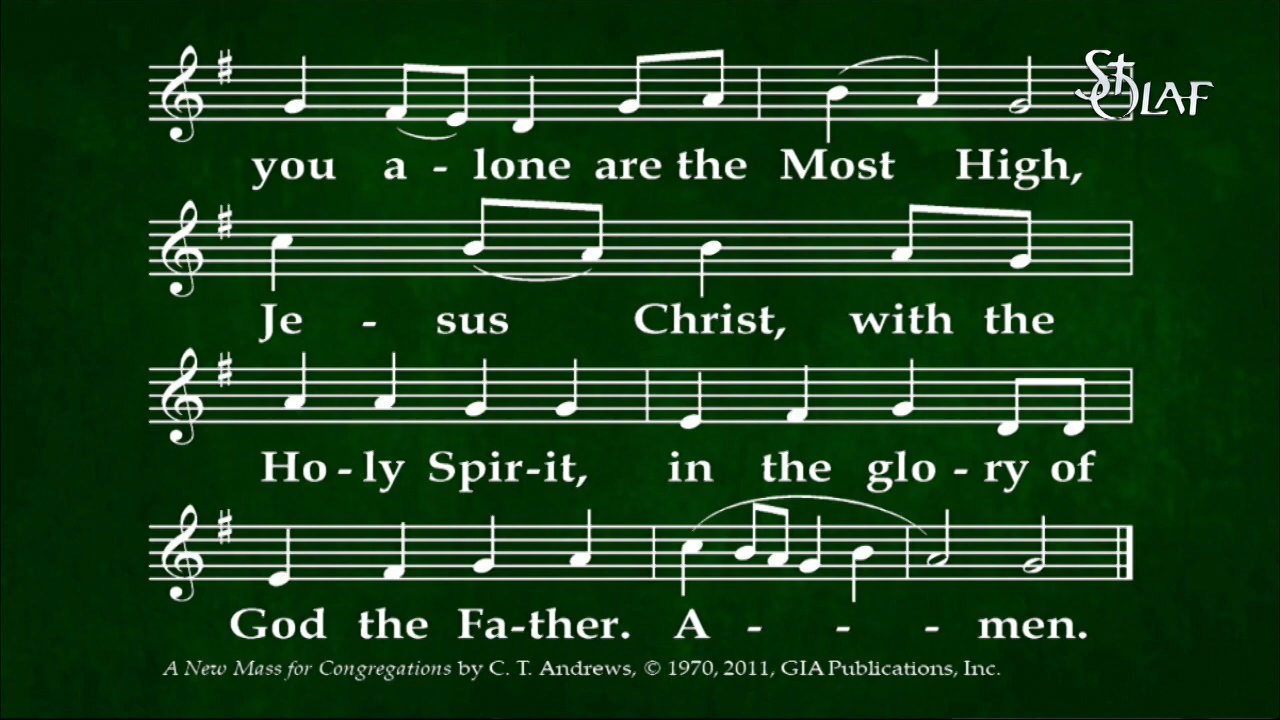 St OLAF
you a - lone are the Most High,
Je - sus Christ, with the
Ho - ly Spir-it, in the glo - ry of
God the Fa-ther. A - - - men.
A New Mass for Congregations by C. T. Andrews, © 1970, 2011, GIA Publications, Inc.